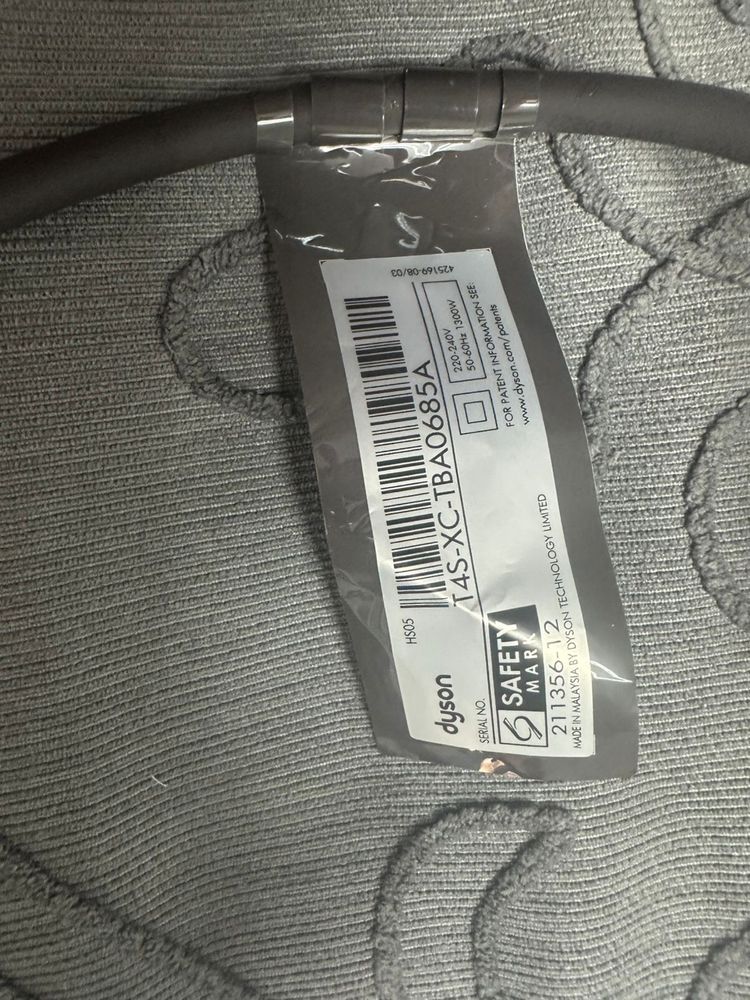 dyson
HS05
SERIAL NO.
T4S-XC-TBA0685A
SAFETY
MARK
211356-12
MADE IN MALAYSIA BY DYSON TECHNOLOGY LIMITED
220-240V
50-60Hz 1300W
FOR PATENT INFORMATION SEE:
www.dyson.com/patents
425169-08/03